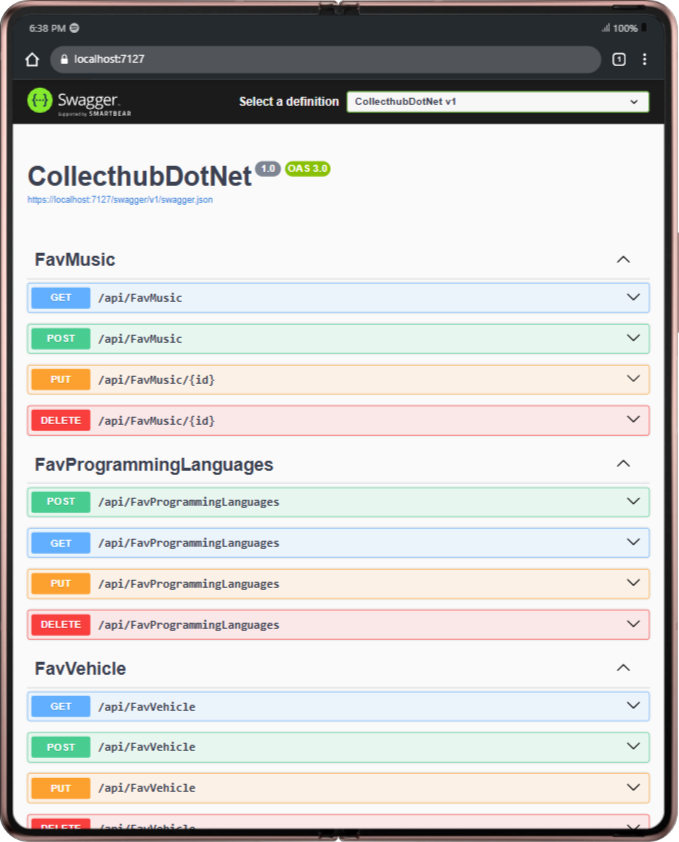 6:38 PM
100%
localhost:7127
1
Swagger.
Supported by SMARTBEAR
Select a definition
CollecthubDotNet v1
CollecthubDotNet 1.0 OAS 3.0
https://localhost:7127/swagger/v1/swagger.json
FavMusic
GET /api/FavMusic
POST /api/FavMusic
PUT /api/FavMusic/{id}
DELETE /api/FavMusic/{id}
FavProgrammingLanguages
POST /api/FavProgrammingLanguages
GET /api/FavProgrammingLanguages
PUT /api/FavProgrammingLanguages
DELETE /api/FavProgrammingLanguages
FavVehicle
GET /api/FavVehicle
POST /api/FavVehicle
PUT /api/FavVehicle
DELETE /api/FavVehicle